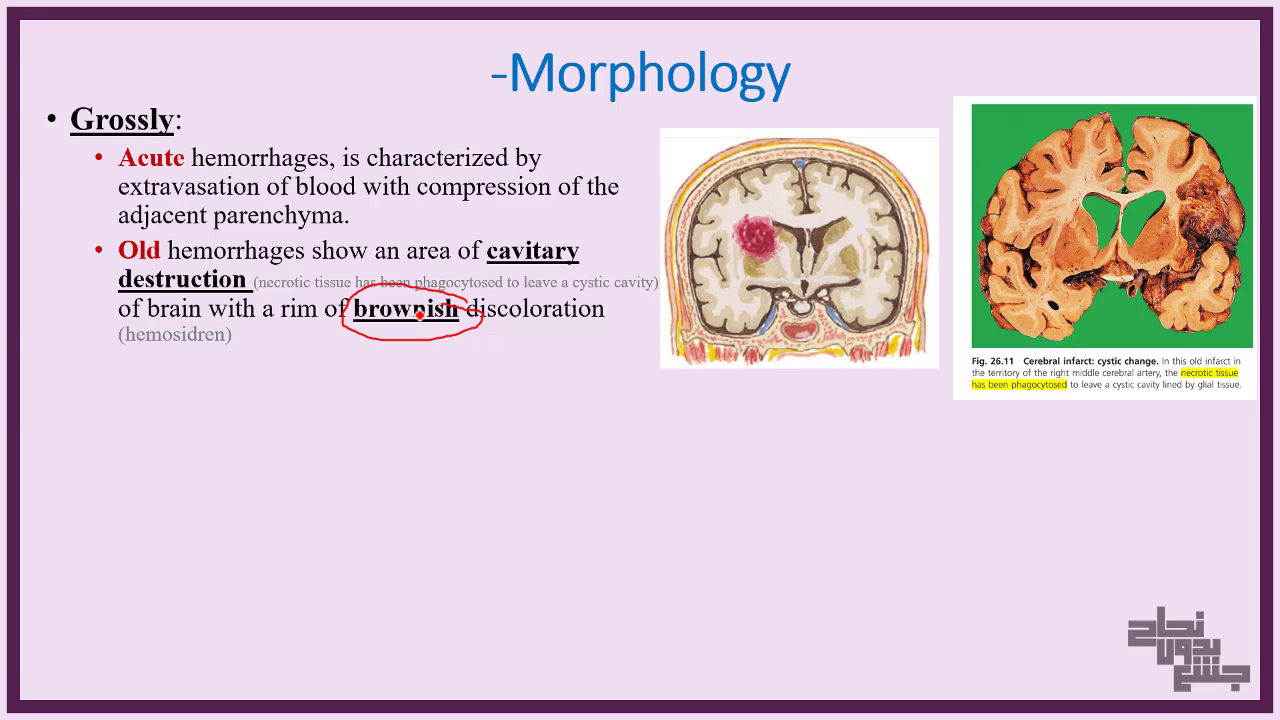 -Morphology
• Grossly:
• Acute hemorrhages, is characterized by
extravasation of blood with compression of the
adjacent parenchyma.
• Old hemorrhages show an area of cavitary
destruction (necrotic tissue has been phagocytosed to leave a cystic cavity)
of brain with a rim of brownish discoloration
(hemosidren)
Fig. 26.11 Cerebral infarct: cystic change. In this old infarct in
the territory of the right middle cerebral artery, the necrotic tissue
has been phagocytosed to leave a cystic cavity lined by glial tissue.
نجاح
بدون
جشع